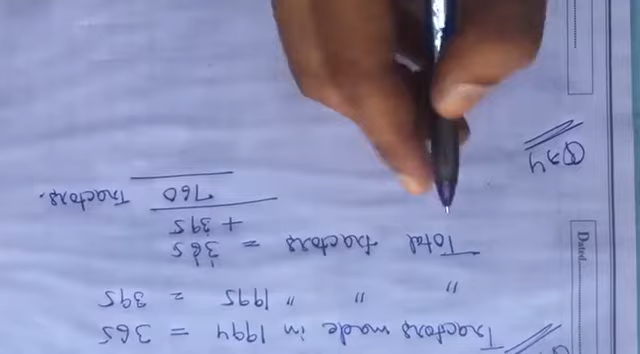 Tractors made in 1994 = 365
" " 1995 " = 395
Total tractors = 365
+ 395
760 Tractors.
Q24
Dated